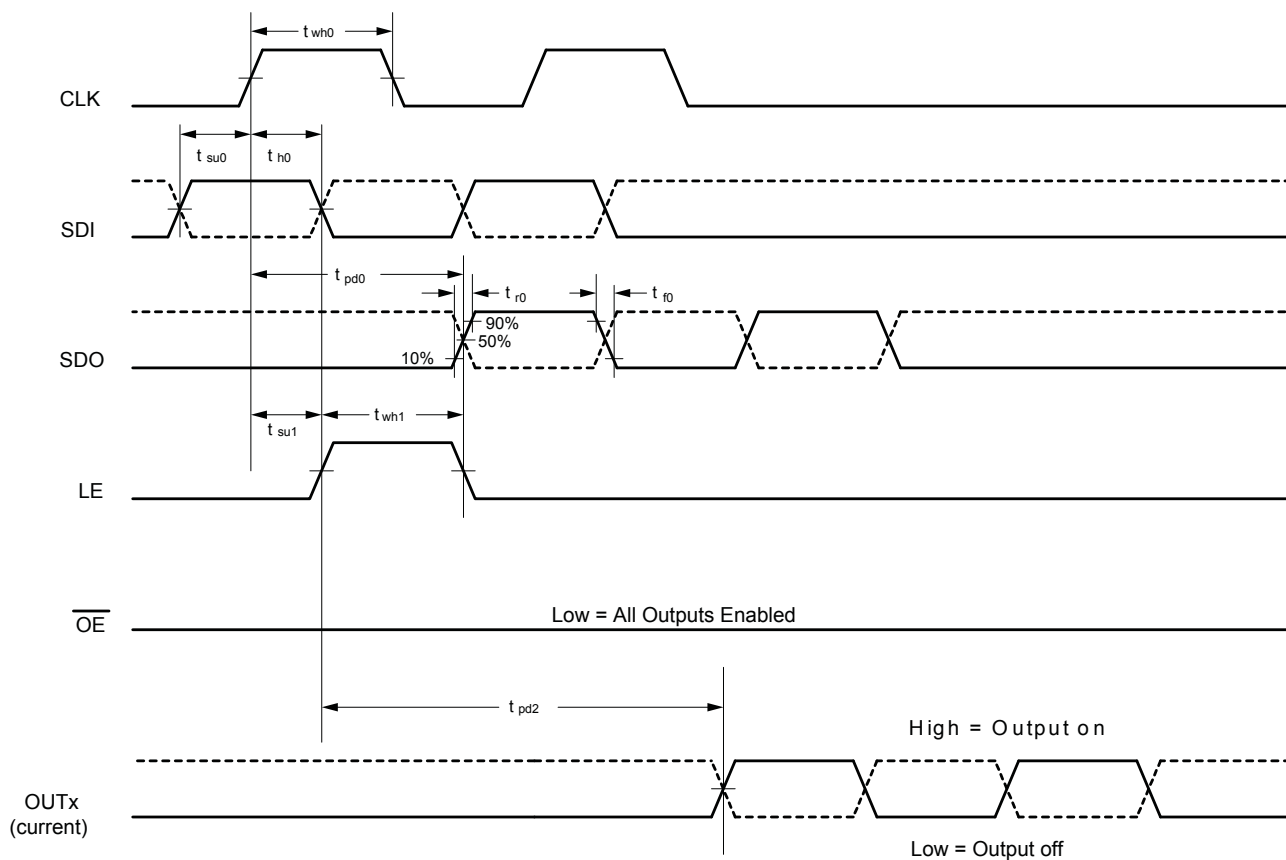 t wh0
CLK
t su0
t h0
SDI
t pd0
t r0
t f0
90%
50%
10%
SDO
t su1
t wh1
LE
OE
Low = All Outputs Enabled
t pd2
High = Output on
OUTx
(current)
Low = Output off